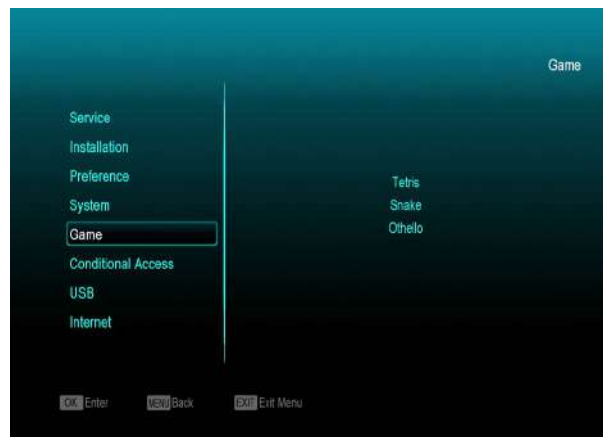 Game
Service
Installation
Preference
System
Game
Conditional Access
USB
Internet
Tetris
Snake
Othello
OK Enter MENU Back EXIT Exit Menu